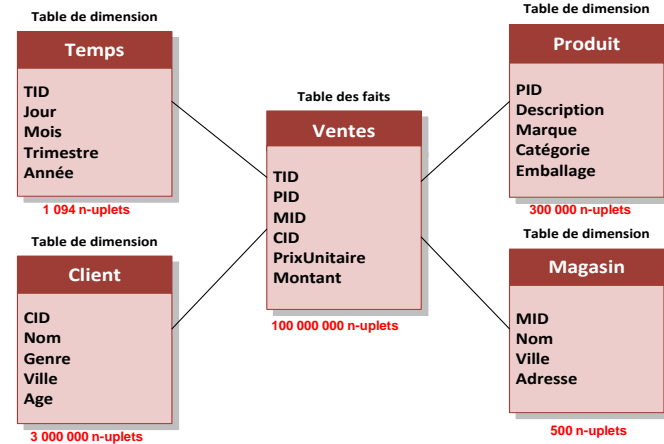 Table de dimension
Temps
TID
Jour
Mois
Trimestre
Année
1 094 n-uplets
Table de dimension
Produit
PID
Description
Marque
Catégorie
Emballage
300 000 n-uplets
Table des faits
Ventes
TID
PID
MID
CID
PrixUnitaire
Montant
100 000 000 n-uplets
Table de dimension
Client
CID
Nom
Genre
Ville
Age
3 000 000 n-uplets
Table de dimension
Magasin
MID
Nom
Ville
Adresse
500 n-uplets